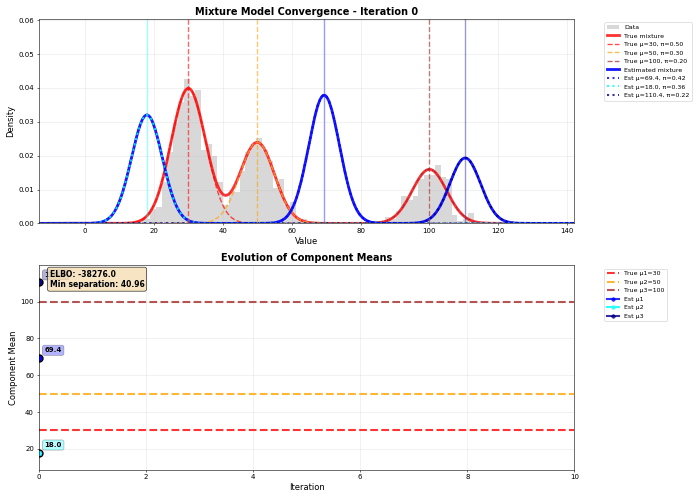 Mixture Model Convergence - Iteration 0
0.06
0.05
0.04
0.03
0.02
0.01
0.00
Density
0
20
40
60
80
100
120
140
Value
Data
True mixture
True μ=30, π=0.50
True μ=50, π=0.30
True μ=100, π=0.20
Estimated mixture
Est μ=69.4, π=0.42
Est μ=18.0, π=0.36
Est μ=110.4, π=0.22
Evolution of Component Means
ELBO: -38276.0
Min separation: 40.96
69.4
18.0
100
80
60
40
20
Component Mean
0
2
4
6
8
10
Iteration
True μ1=30
True μ2=50
True μ3=100
Est μ1
Est μ2
Est μ3